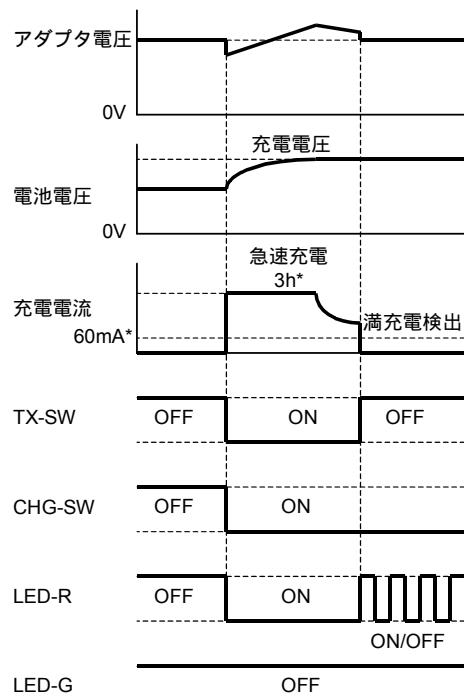 アダプタ電圧
0V
充電電圧
電池電圧
0V
急速充電
3h*
充電電流
満充電検出
60mA*
TX-SW OFF ON OFF
CHG-SW OFF ON
LED-R OFF ON
ON/OFF
LED-G OFF